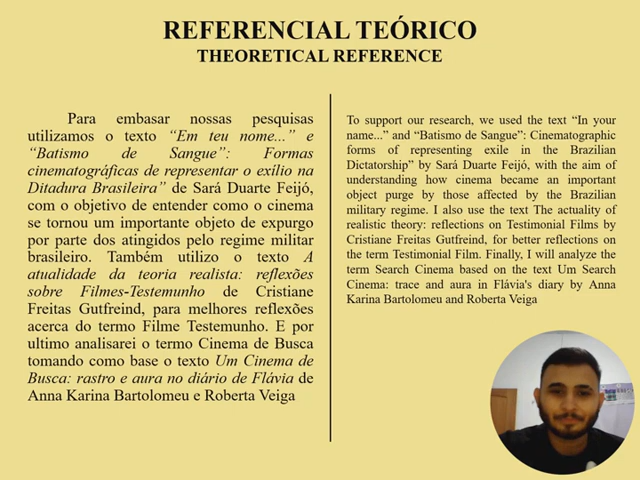 REFERENCIAL TEÓRICO
THEORETICAL REFERENCE
Para embasar nossas pesquisas
utilizamos o texto “Em teu nome...” e
“Batismo de Sangue”: Formas
cinematográficas de representar o exílio na
Ditadura Brasileira” de Sará Duarte Feijó,
com o objetivo de entender como o cinema
se tornou um importante objeto de expurgo
por parte dos atingidos pelo regime militar
brasileiro. Também utilizo o texto A
atualidade da teoria realista: reflexões
sobre Filmes-Testemunho de Cristiane
Freitas Gutfreind, para melhores reflexões
acerca do termo Filme Testemunho. E por
ultimo analisarei o termo Cinema de Busca
tomando como base o texto Um Cinema de
Busca: rastro e aura no diário de Flávia de
Anna Karina Bartolomeu e Roberta Veiga
To support our research, we used the text “In your
name...” and “Batismo de Sangue”: Cinematographic
forms of representing exile in the Brazilian
Dictatorship” by Sará Duarte Feijó, with the aim of
understanding how cinema became an important
object purge by those affected by the Brazilian
military regime. I also use the text The actuality of
realistic theory: reflections on Testimonial Films by
Cristiane Freitas Gutfreind, for better reflections on
the term Testimonial Film. Finally, I will analyze the
term Search Cinema based on the text Um Search
Cinema: trace and aura in Flávia's diary by Anna
Karina Bartolomeu and Roberta Veiga